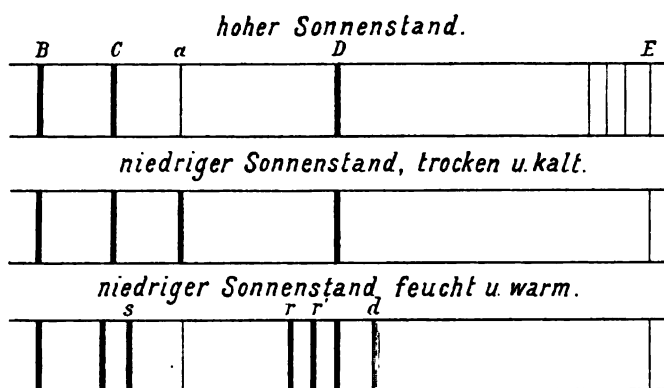 hoher Sonnenstand.
B C a D E
niedriger Sonnenstand, trocken u. kalt.
niedriger Sonnenstand, feucht u. warm.
s r r' d